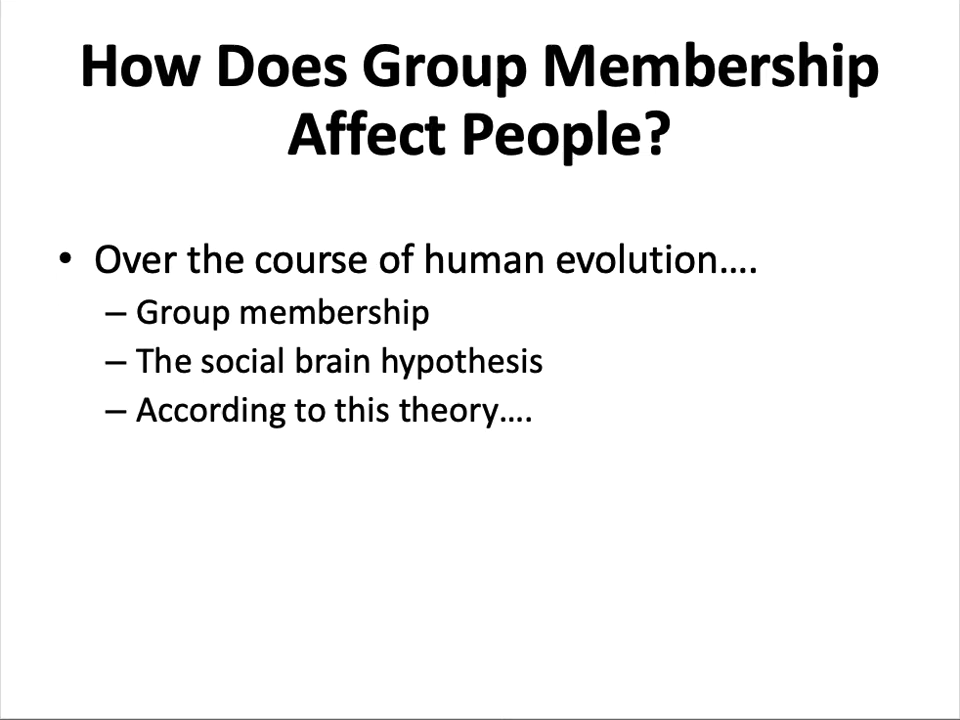 How Does Group Membership
Affect People?
• Over the course of human evolution….
– Group membership
– The social brain hypothesis
– According to this theory….